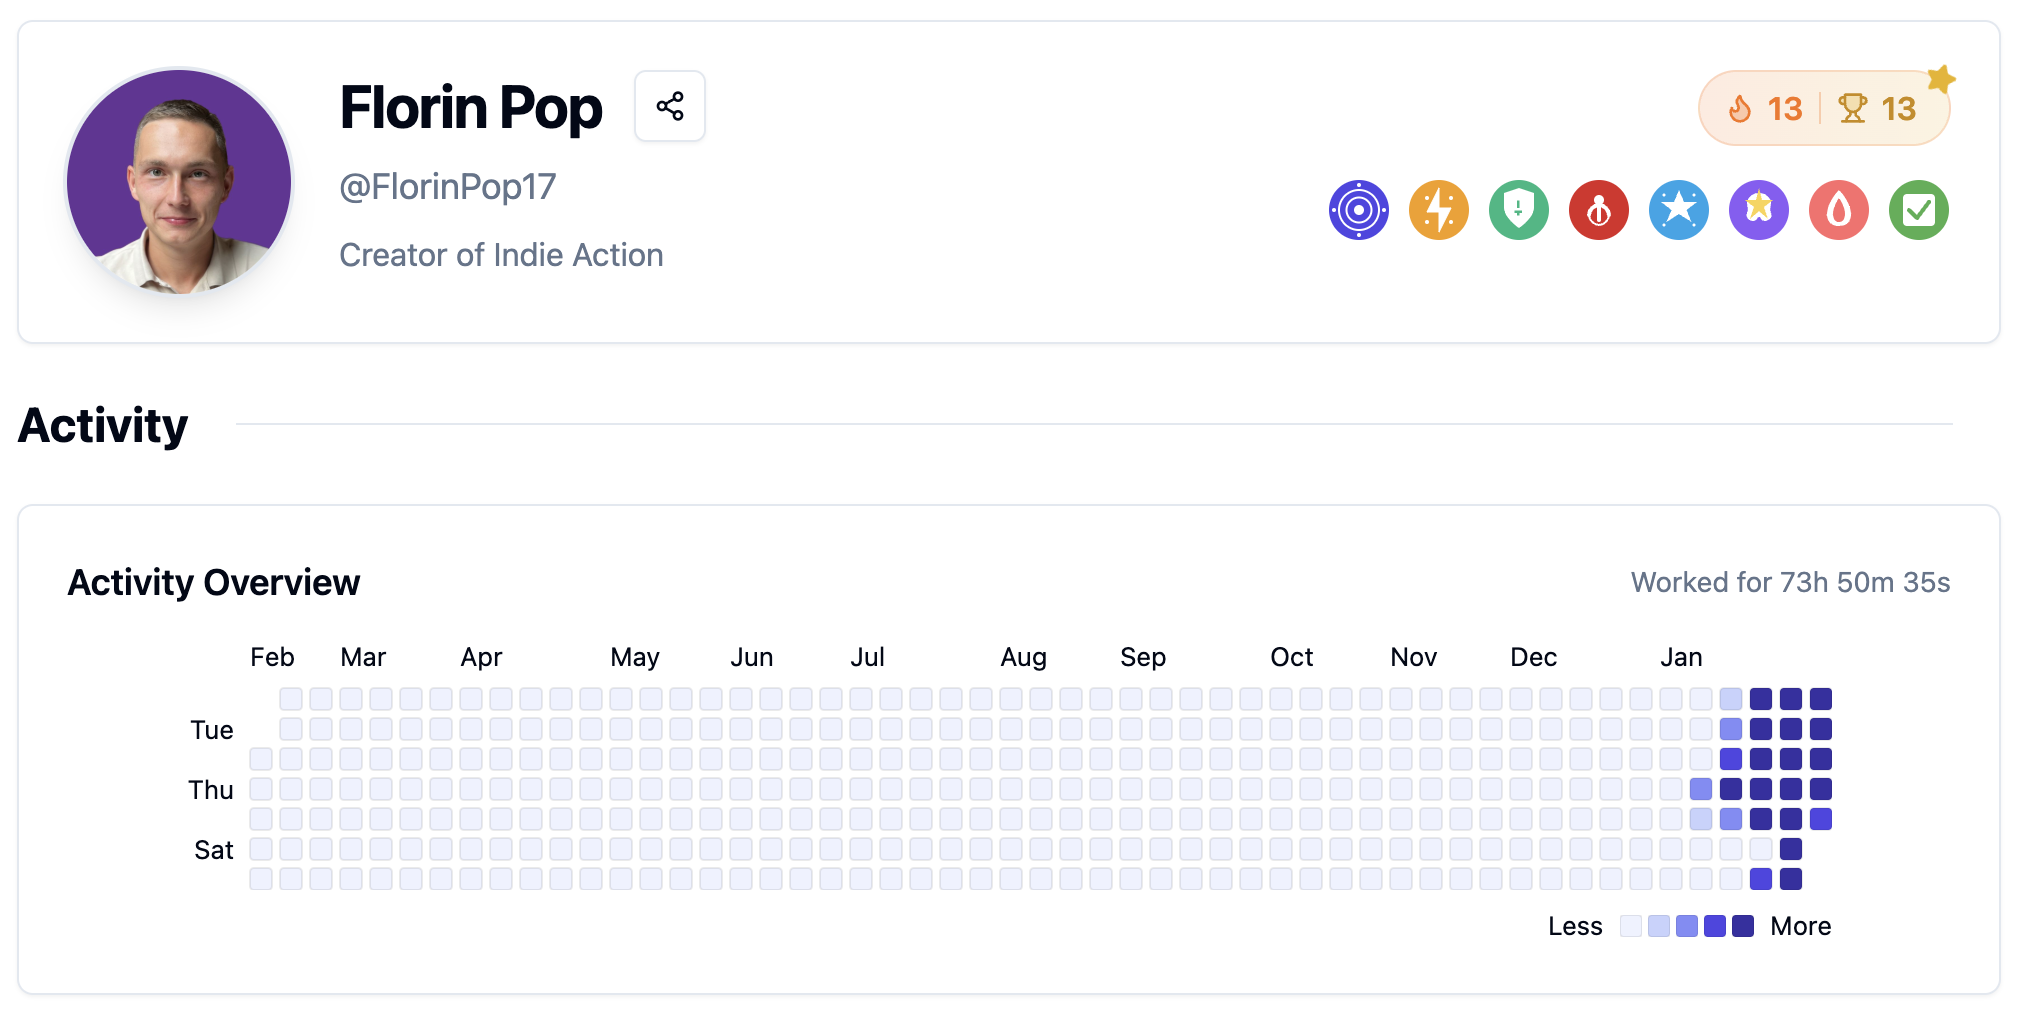 Florin Pop
@FlorinPop17
Creator of Indie Action
13 13
Activity
Activity Overview
Worked for 73h 50m 35s
Feb Mar Apr May Jun Jul Aug Sep Oct Nov Dec Jan
Tue
Thu
Sat
Less More